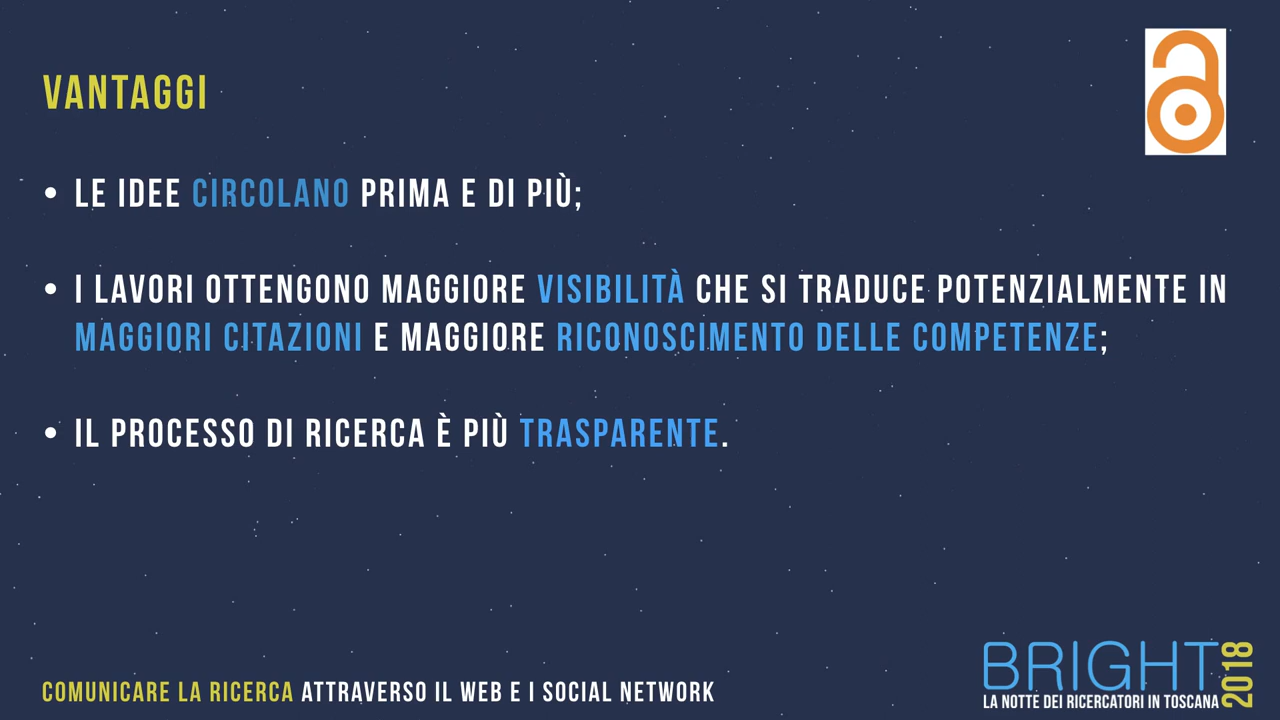 VANTAGGI
• LE IDEE CIRCOLANO PRIMA E DI PIÙ;
• I LAVORI OTTENGONO MAGGIORE VISIBILITÀ CHE SI TRADUCE POTENZIALMENTE IN
MAGGIORI CITAZIONI E MAGGIORE RICONOSCIMENTO DELLE COMPETENZE;
• IL PROCESSO DI RICERCA È PIÙ TRASPARENTE.
COMUNICARE LA RICERCA ATTRAVERSO IL WEB E I SOCIAL NETWORK
BRIGHT 2018
LA NOTTE DEI RICERCATORI IN TOSCANA